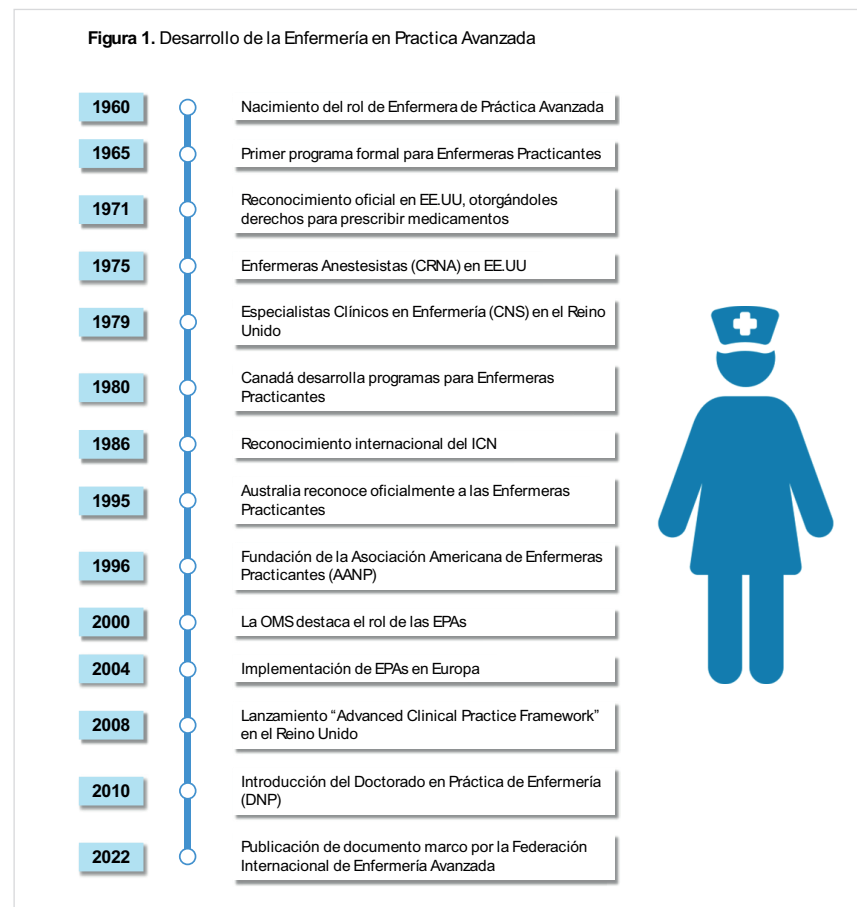 Figura 1. Desarrollo de la Enfermería en Practica Avanzada
1960
Nacimiento del rol de Enfermera de Práctica Avanzada
1965
Primer programa formal para Enfermeras Practicantes
1971
Reconocimiento oficial en EE.UU, otorgándoles
derechos para prescribir medicamentos
1975
Enfermeras Anestesistas (CRNA) en EE.UU
1979
Especialistas Clínicos en Enfermería (CNS) en el Reino
Unido
1980
Canadá desarrolla programas para Enfermeras
Practicantes
1986
Reconocimiento internacional del ICN
1995
Australia reconoce oficialmente a las Enfermeras
Practicantes
1996
Fundación de la Asociación Americana de Enfermeras
Practicantes (AANP)
2000
La OMS destaca el rol de las EPAs
2004
Implementación de EPAs en Europa
2008
Lanzamiento “Advanced Clinical Practice Framework”
en el Reino Unido
2010
Introducción del Doctorado en Práctica de Enfermería
(DNP)
2022
Publicación de documento marco por la Federación
Internacional de Enfermería Avanzada